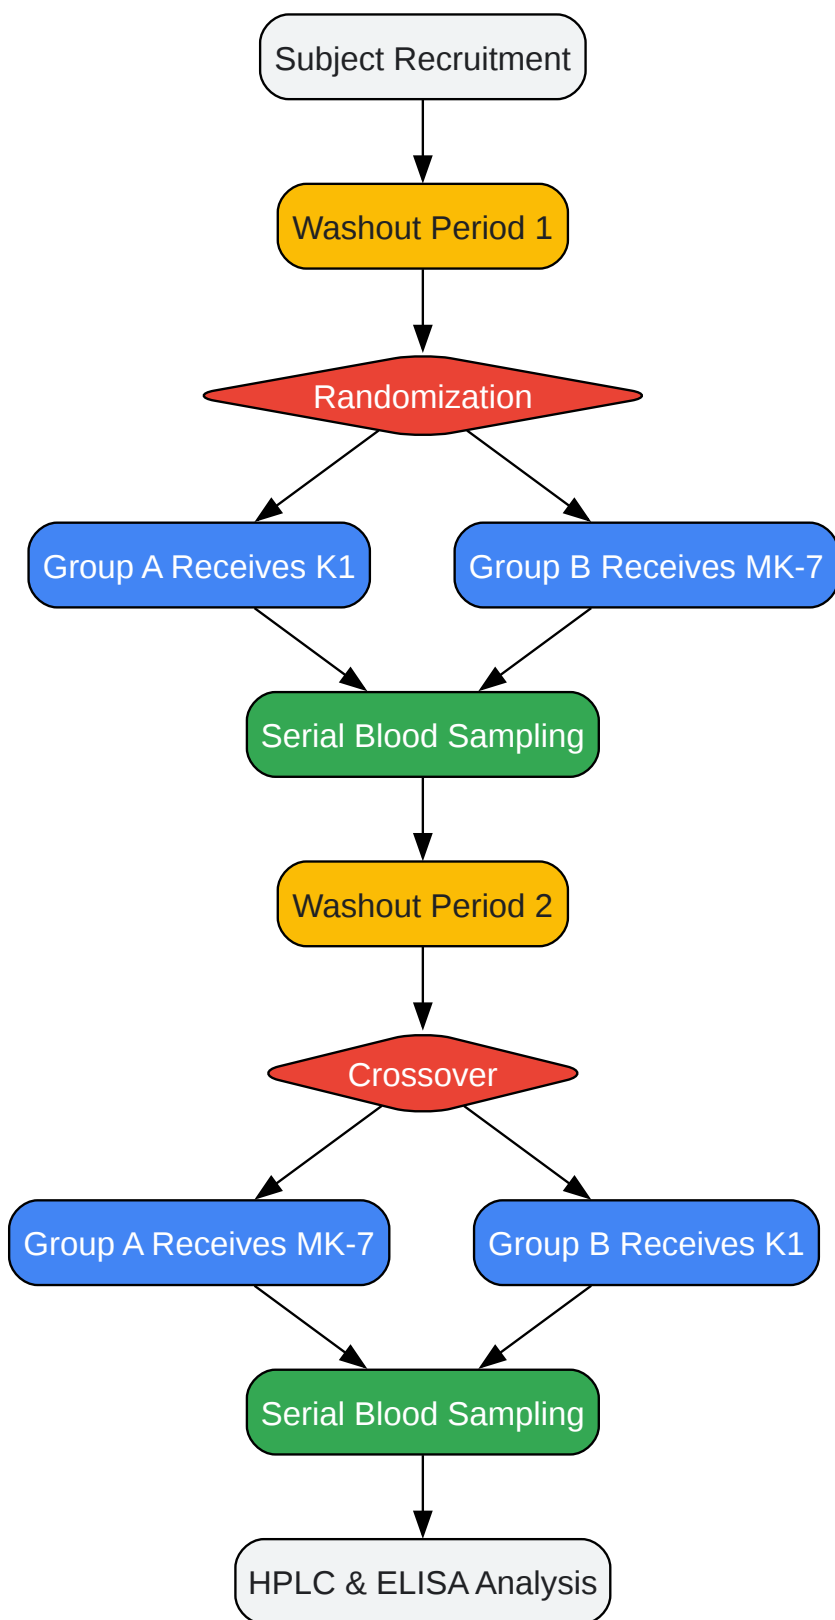 Subject Recruitment
Washout Period 1
Randomization
Group A Receives K1
Group B Receives MK-7
Serial Blood Sampling
Washout Period 2
Crossover
Group A Receives MK-7
Group B Receives K1
Serial Blood Sampling
HPLC & ELISA Analysis